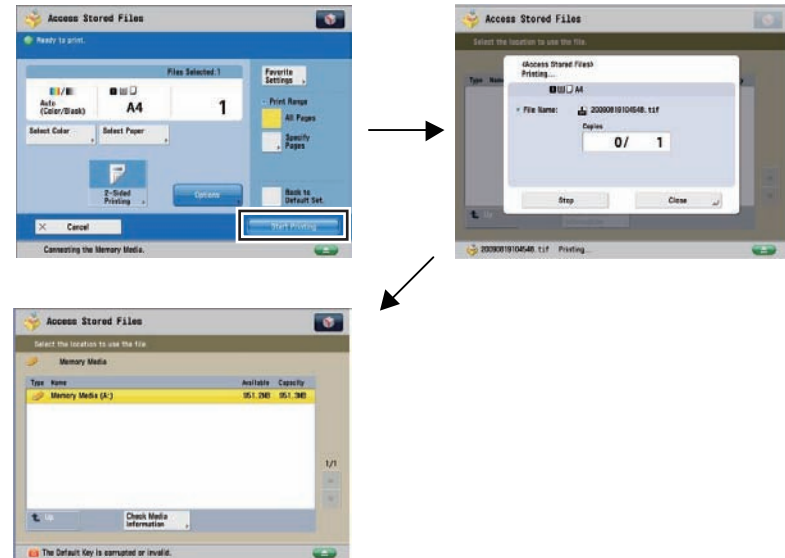 Access Stored Files
Ready to print.
Files Selected:1
Auto
(Color/Black)
A4
1
Select Color
Select Paper
2-Sided
Printing
Options
Favorite
Settings
Print Range
All Pages
Specify
Pages
Back to
Default Set.
Cancel
Start Printing
Connecting the Memory Media.
Access Stored Files
Select the location to use the file.
Type Name
<Access Stored Files>
Printing...
A4
File Name: 20090819104548.tif
Copies
0/ 1
Stop
Close
Up
20090819104548.tif Printing...
Access Stored Files
Select the location to use the file.
Memory Media
Type Name Available Capacity
Memory Media (A:) 951.2MB 951.3MB
1/1
Up
Check Media
Information
The Default Key is corrupted or invalid.